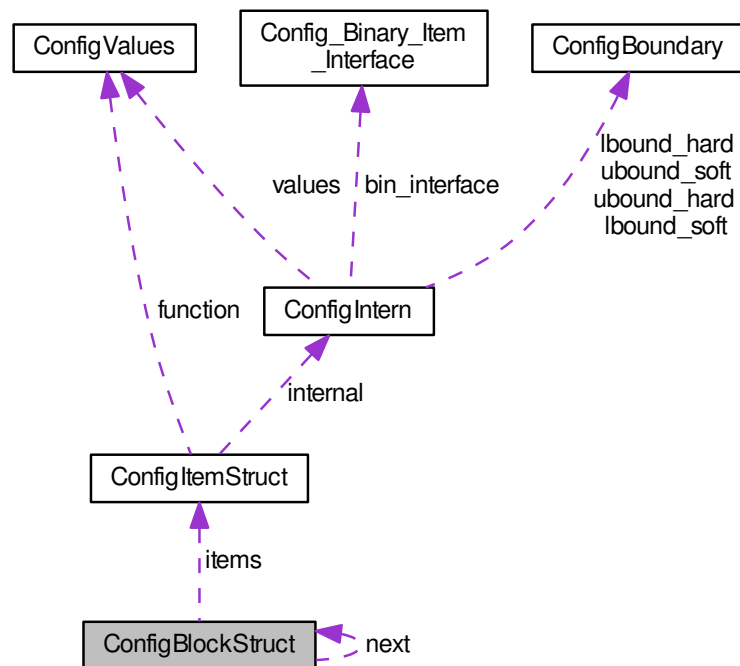 ConfigValues
Config_Binary_Item
_Interface
ConfigBoundary
lbound_hard
ubound_soft
ubound_hard
lbound_soft
values
bin_interface
function
ConfigIntern
internal
ConfigItemStruct
items
ConfigBlockStruct
next